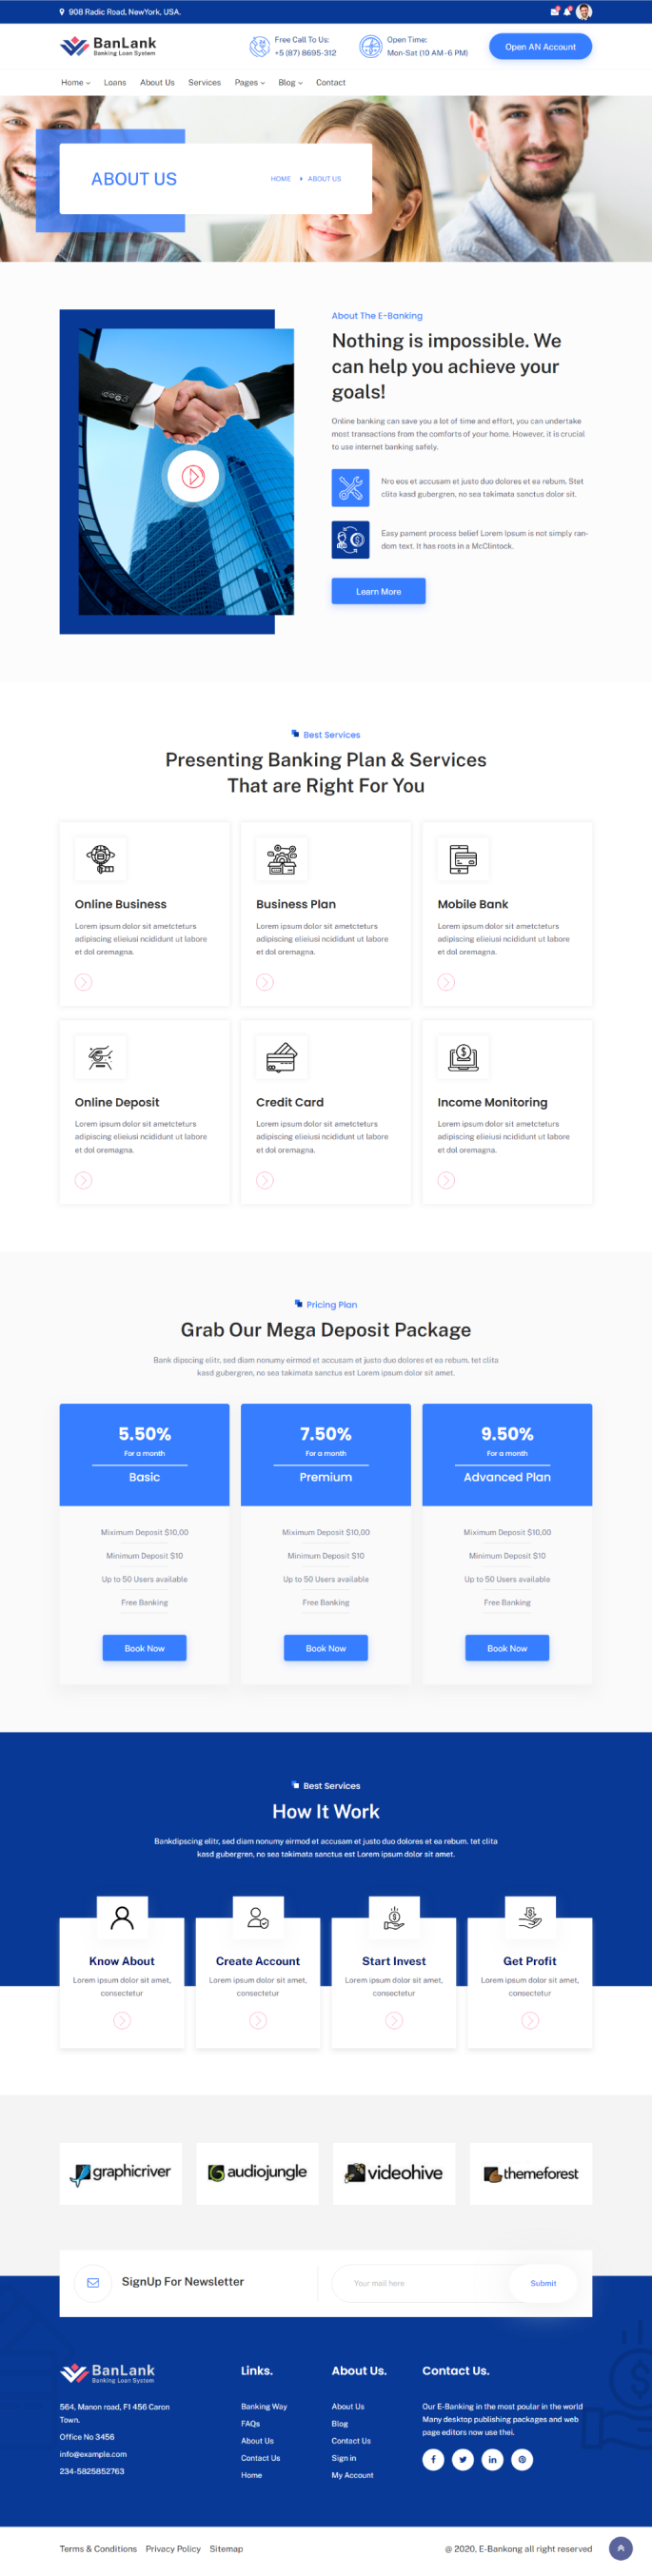 908 Radic Road, NewYork, USA.
BanLank
Banking Loan System
Free Call To Us:
+5 (87) 8695-312
Open Time:
Mon-Sat (10 AM - 6 PM)
Open AN Account
Home Loans About Us Services Pages Blog Contact
ABOUT US
HOME ABOUT US
About The E-Banking
Nothing is impossible. We
can help you achieve your
goals!
Online banking can save you a lot of time and effort, you can undertake
most transactions from the comforts of your home. However, it is crucial
to use internet banking safely.
Nro eos et accusam et justo duo dolores et ea rebum. Stet
clita kasd gubergren, no sea takimata sanctus dolor sit.
Easy pament process belief Lorem Ipsum is not simply ran-
dom text. It has roots in a McClintock.
Learn More
Best Services
Presenting Banking Plan & Services
That are Right For You
Online Business
Lorem ipsum dolor sit ametcteturs
adipiscing elieiusi ncididunt ut labore
et dol oremagna.
Business Plan
Lorem ipsum dolor sit ametcteturs
adipiscing elieiusi ncididunt ut labore
et dol oremagna.
Mobile Bank
Lorem ipsum dolor sit ametcteturs
adipiscing elieiusi ncididunt ut labore
et dol oremagna.
Online Deposit
Lorem ipsum dolor sit ametcteturs
adipiscing elieiusi ncididunt ut labore
et dol oremagna.
Credit Card
Lorem ipsum dolor sit ametcteturs
adipiscing elieiusi ncididunt ut labore
et dol oremagna.
Income Monitoring
Lorem ipsum dolor sit ametcteturs
adipiscing elieiusi ncididunt ut labore
et dol oremagna.
Pricing Plan
Grab Our Mega Deposit Package
Bank dipscing elitr, sed diam nonumy eirmod et accusam et justo duo dolores et ea rebum. tet clita
kasd gubergren, no sea takimata sanctus est Lorem ipsum dolor sit amet.
5.50%
For a month
Basic
Miximum Deposit $10,00
Minimum Deposit $10
Up to 50 Users available
Free Banking
Book Now
7.50%
For a month
Premium
Miximum Deposit $10,00
Minimum Deposit $10
Up to 50 Users available
Free Banking
Book Now
9.50%
For a month
Advanced Plan
Miximum Deposit $10,00
Minimum Deposit $10
Up to 50 Users available
Free Banking
Book Now
Best Services
How It Work
Bankdipscing elitr, sed diam nonumy eirmod et accusam et justo duo dolores et ea rebum. tet clita
kasd gubergren, no sea takimata sanctus est Lorem ipsum dolor sit amet.
Know About
Lorem ipsum dolor sit amet,
consectetur
Create Account
Lorem ipsum dolor sit amet,
consectetur
Start Invest
Lorem ipsum dolor sit amet,
consectetur
Get Profit
Lorem ipsum dolor sit amet,
consectetur
graphicriver
audiojungle
videohive
themeforest
SignUp For Newsletter
Your mail here
Submit
BanLank
Banking Loan System
564, Manon road, F1 456 Caron
Town.
Office No 3456
info@example.com
234-5825852763
Links.
Banking Way
FAQs
About Us
Contact Us
Home
About Us.
About Us
Blog
Contact Us
Sign in
My Account
Contact Us.
Our E-Banking in the most poular in the world
Many desktop publishing packages and web
page editors now use thei.
Terms & Conditions Privacy Policy Sitemap
@ 2020, E-Bankong all right reserved